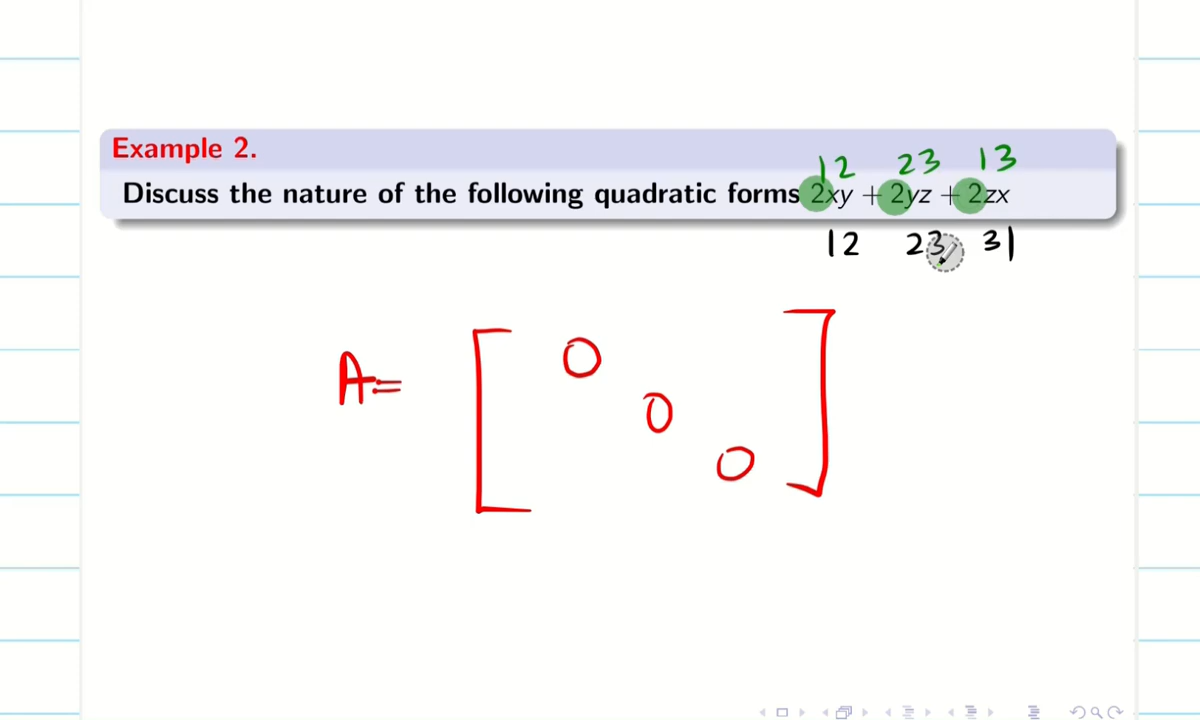 Example 2.
12 23 13
Discuss the nature of the following quadratic forms 2xy + 2yz + 2zx
12 23 31
A= [ 0
0
0 ]